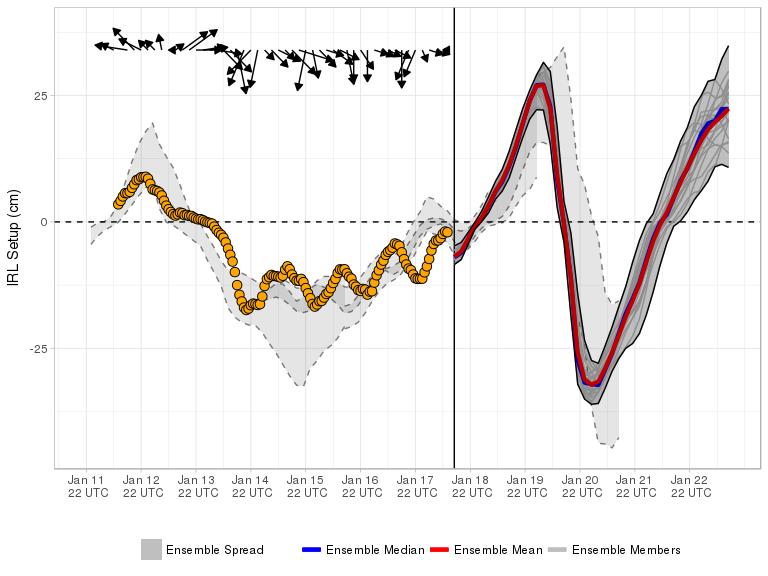 IRL Setup (cm)
25
0
-25
Jan 11 Jan 12 Jan 13 Jan 14 Jan 15 Jan 16 Jan 17 Jan 18 Jan 19 Jan 20 Jan 21 Jan 22
22 UTC 22 UTC 22 UTC 22 UTC 22 UTC 22 UTC 22 UTC 22 UTC 22 UTC 22 UTC 22 UTC 22 UTC
Ensemble Spread Ensemble Median Ensemble Mean Ensemble Members